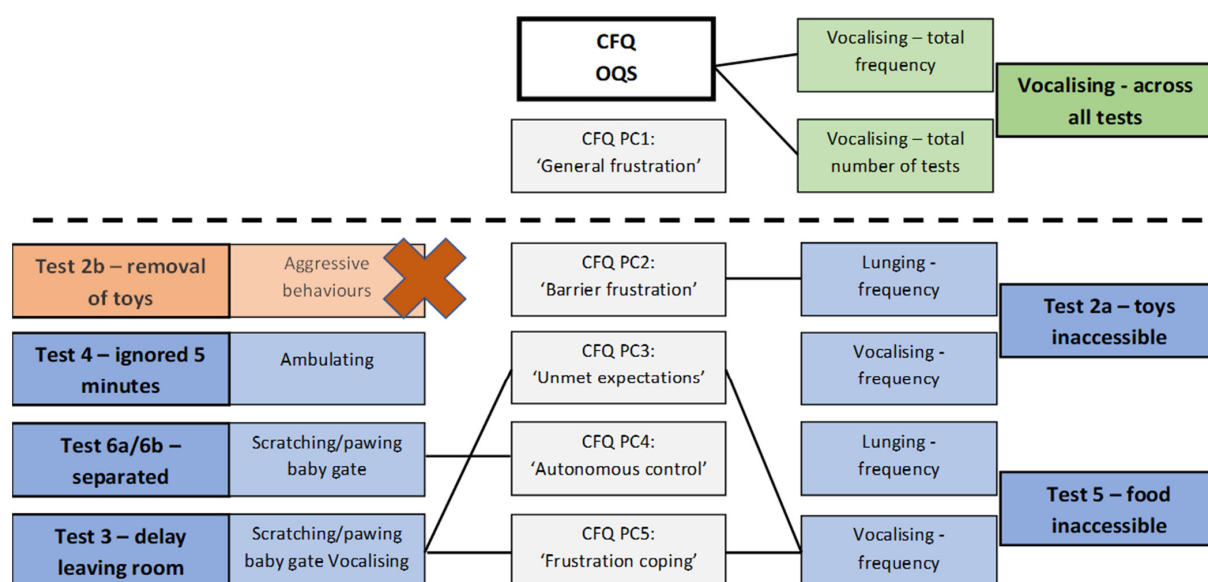 CFQ
OQS
Vocalising – total
frequency
Vocalising - across
all tests
CFQ PC1:
‘General frustration’
Vocalising – total
number of tests
Test 2b – removal
of toys
Aggressive
behaviours
CFQ PC2:
‘Barrier frustration’
Lunging -
frequency
Test 2a – toys
inaccessible
Test 4 – ignored 5
minutes
Ambulating
CFQ PC3:
‘Unmet expectations’
Vocalising -
frequency
Test 6a/6b –
separated
Scratching/pawing
baby gate
CFQ PC4:
‘Autonomous control’
Lunging -
frequency
Test 5 – food
inaccessible
Test 3 – delay
leaving room
Scratching/pawing
baby gate Vocalising
CFQ PC5:
‘Frustration coping’
Vocalising -
frequency